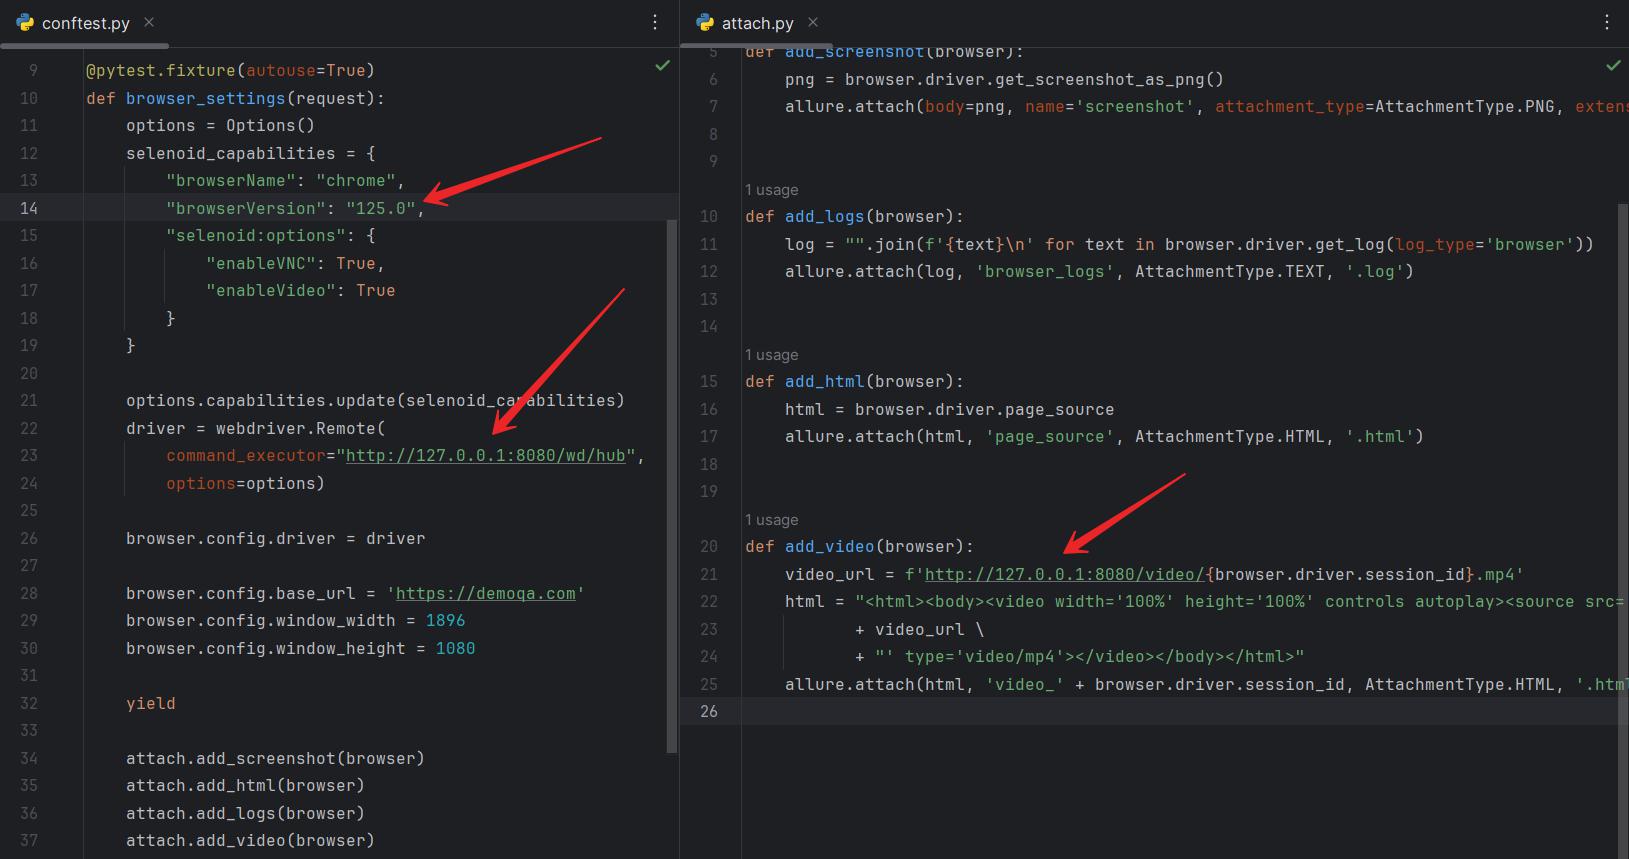 conftest.py
9 @pytest.fixture(autouse=True)
10 def browser_settings(request):
11 options = Options()
12 selenoid_capabilities = {
13 "browserName": "chrome",
14 "browserVersion": "125.0",
15 "selenoid:options": {
16 "enableVNC": True,
17 "enableVideo": True
18 }
19 }
20
21 options.capabilities.update(selenoid_capabilities)
22 driver = webdriver.Remote(
23 command_executor="http://127.0.0.1:8080/wd/hub",
24 options=options)
25
26 browser.config.driver = driver
27
28 browser.config.base_url = 'https://demoqa.com'
29 browser.config.window_width = 1896
30 browser.config.window_height = 1080
31
32 yield
33
34 attach.add_screenshot(browser)
35 attach.add_html(browser)
36 attach.add_logs(browser)
37 attach.add_video(browser)
attach.py
5 def add_screenshot(browser):
6 png = browser.driver.get_screenshot_as_png()
7 allure.attach(body=png, name='screenshot', attachment_type=AttachmentType.PNG, extens
8
9
1 usage
10 def add_logs(browser):
11 log = "".join(f'{text}\n' for text in browser.driver.get_log(log_type='browser'))
12 allure.attach(log, 'browser_logs', AttachmentType.TEXT, '.log')
13
14
1 usage
15 def add_html(browser):
16 html = browser.driver.page_source
17 allure.attach(html, 'page_source', AttachmentType.HTML, '.html')
18
19
1 usage
20 def add_video(browser):
21 video_url = f'http://127.0.0.1:8080/video/{browser.driver.session_id}.mp4'
22 html = "<html><body><video width='100%' height='100%' controls autoplay><source src=
23 + video_url \
24 + "' type='video/mp4'></video></body></html>"
25 allure.attach(html, 'video_' + browser.driver.session_id, AttachmentType.HTML, '.html
26